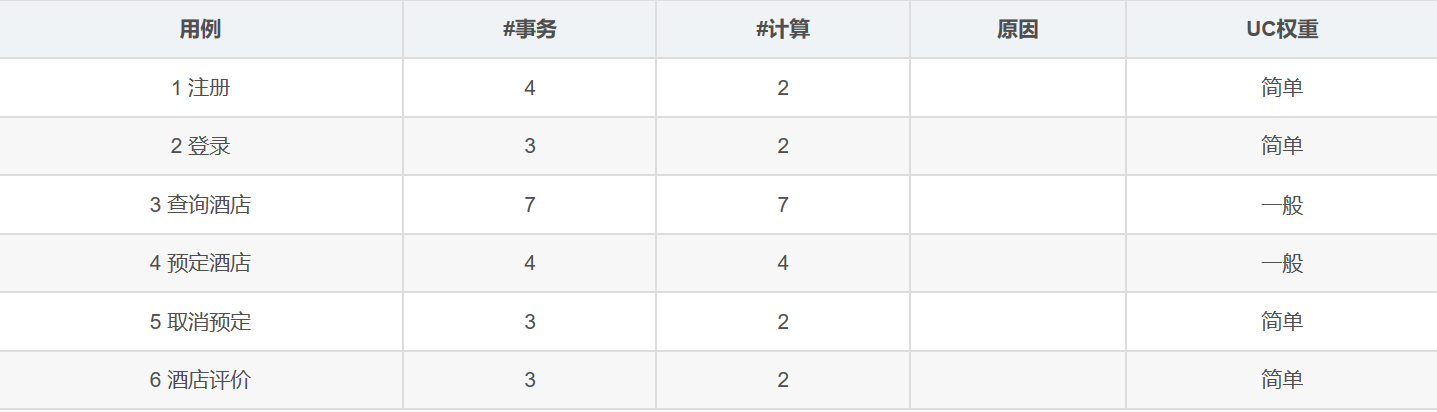 用例 #事务 #计算 原因 UC权重
1 注册 4 2 简单
2 登录 3 2 简单
3 查询酒店 7 7 一般
4 预定酒店 4 4 一般
5 取消预定 3 2 简单
6 酒店评价 3 2 简单